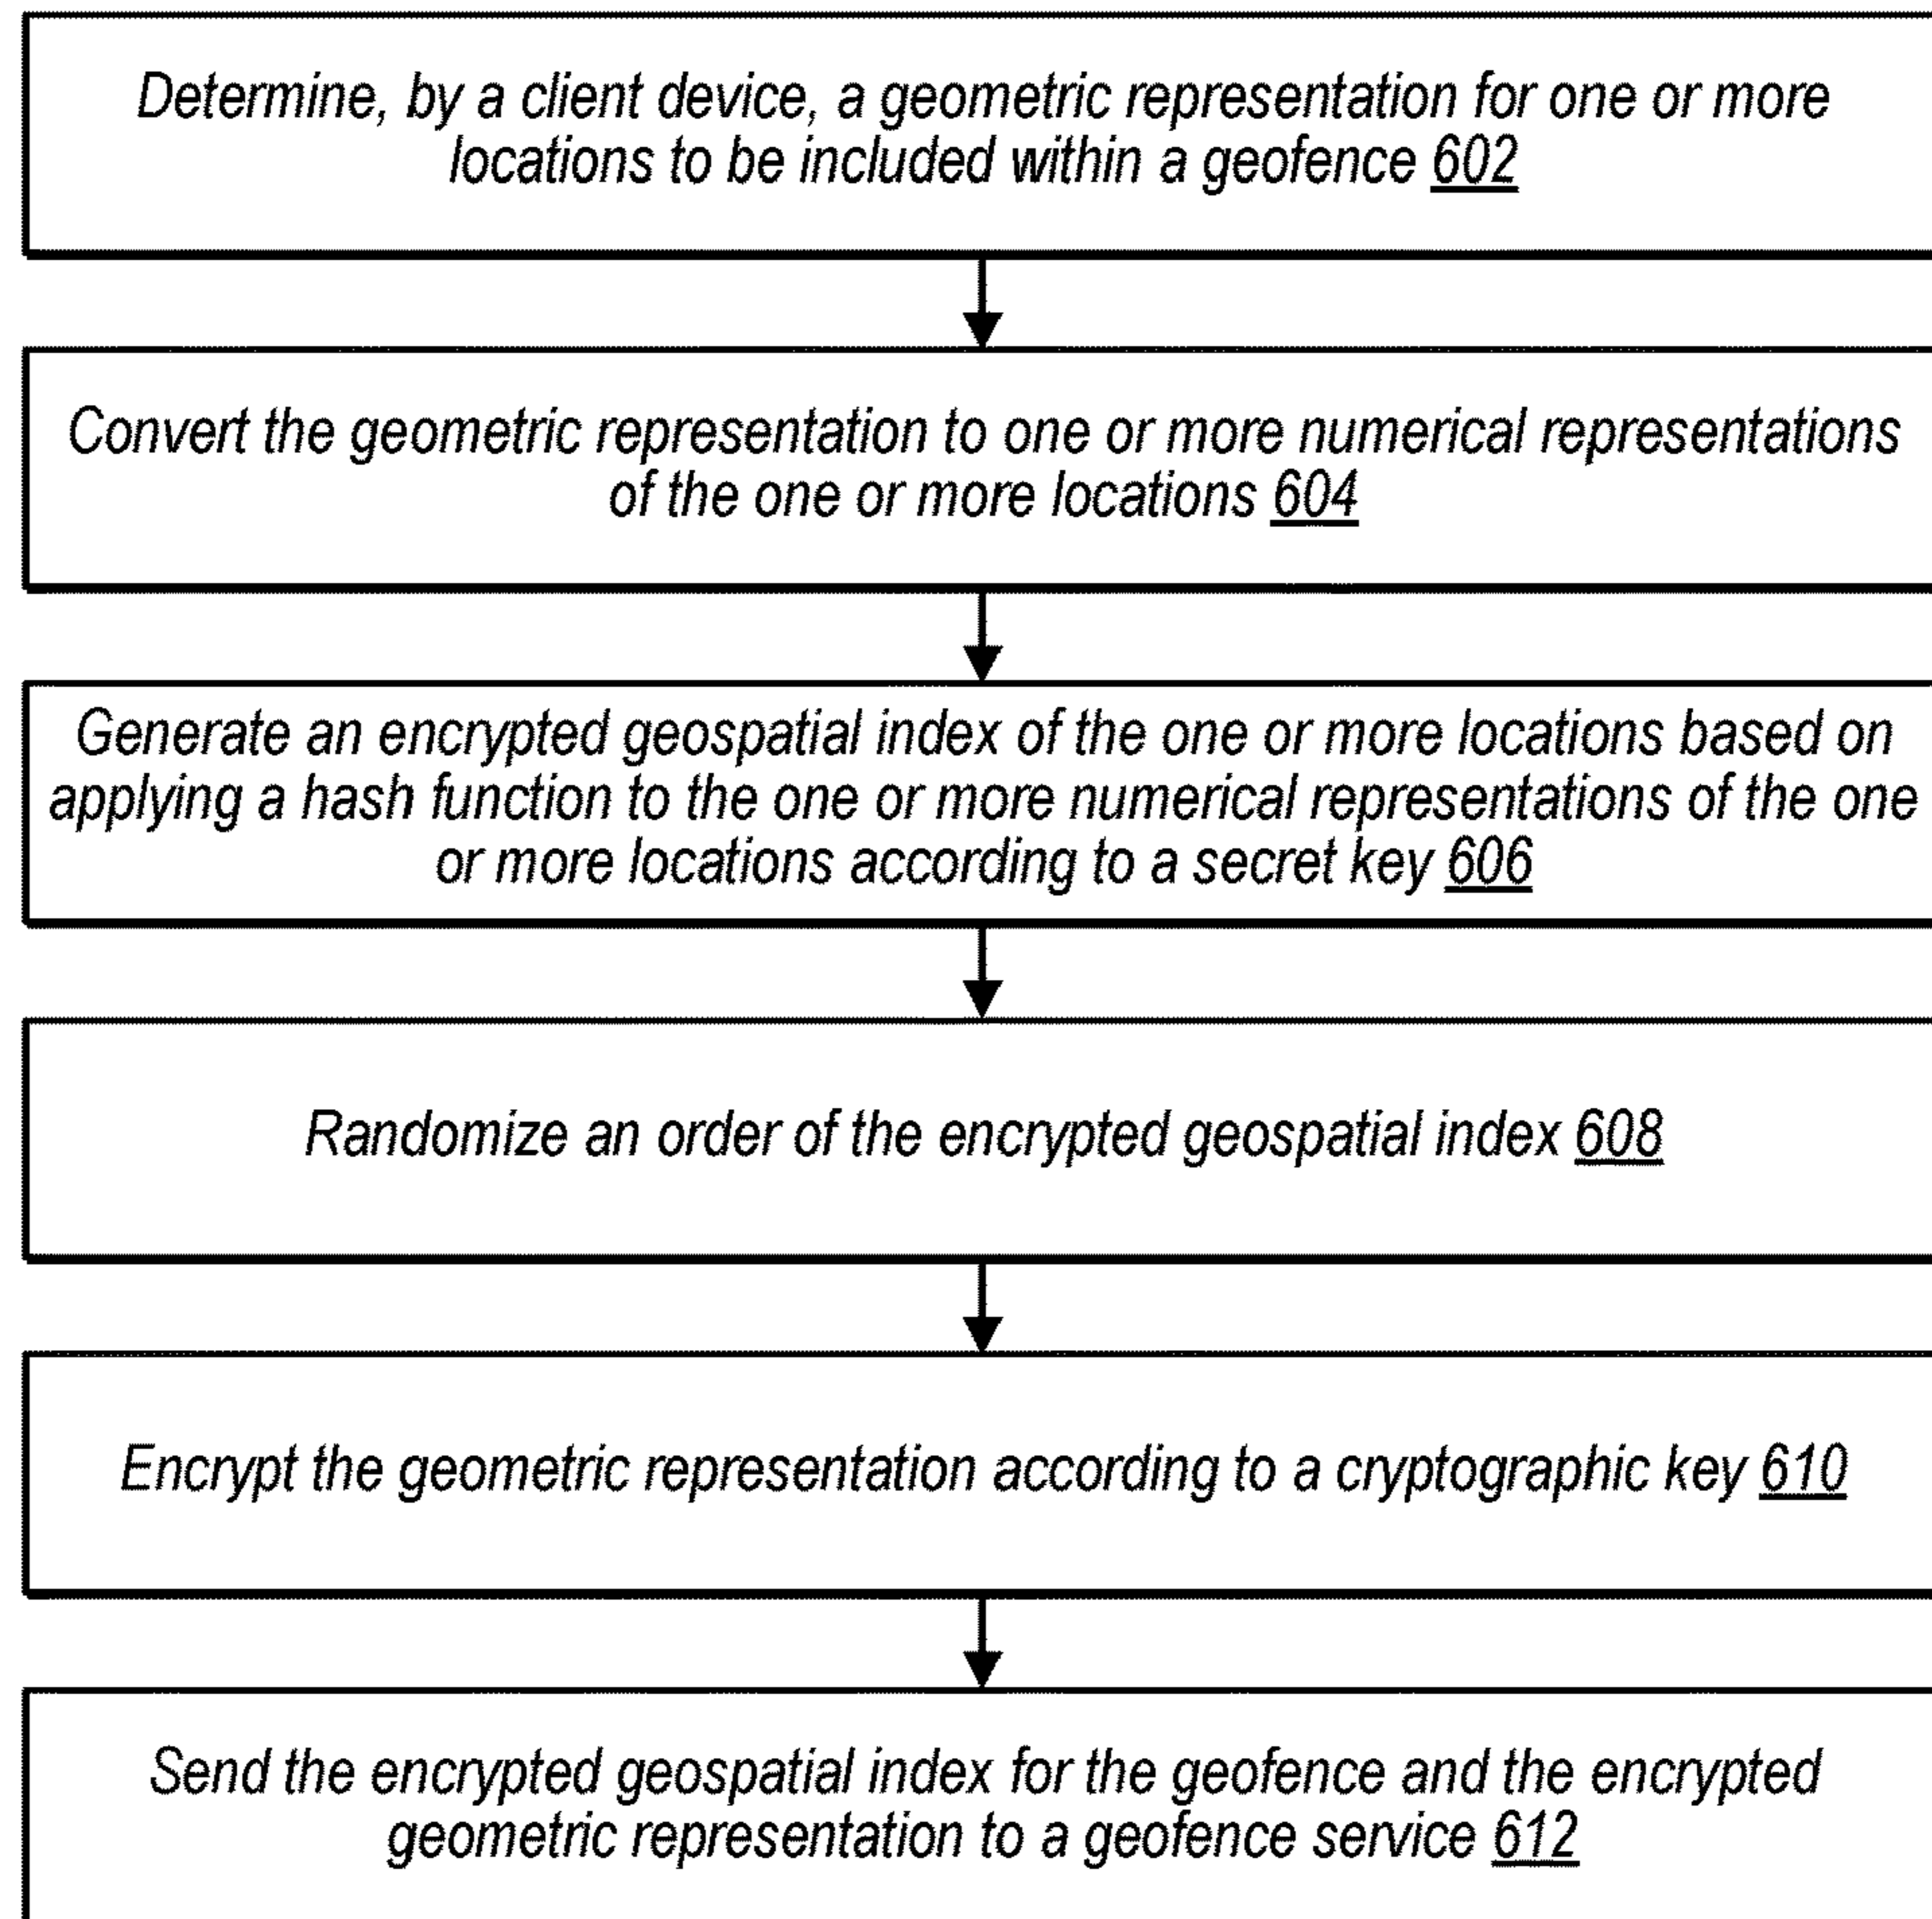 Determine, by a client device, a geometric representation for one or more
locations to be included within a geofence 602
Convert the geometric representation to one or more numerical representations
of the one or more locations 604
Generate an encrypted geospatial index of the one or more locations based on
applying a hash function to the one or more numerical representations of the one
or more locations according to a secret key 606
Randomize an order of the encrypted geospatial index 608
Encrypt the geometric representation according to a cryptographic key 610
Send the encrypted geospatial index for the geofence and the encrypted
geometric representation to a geofence service 612